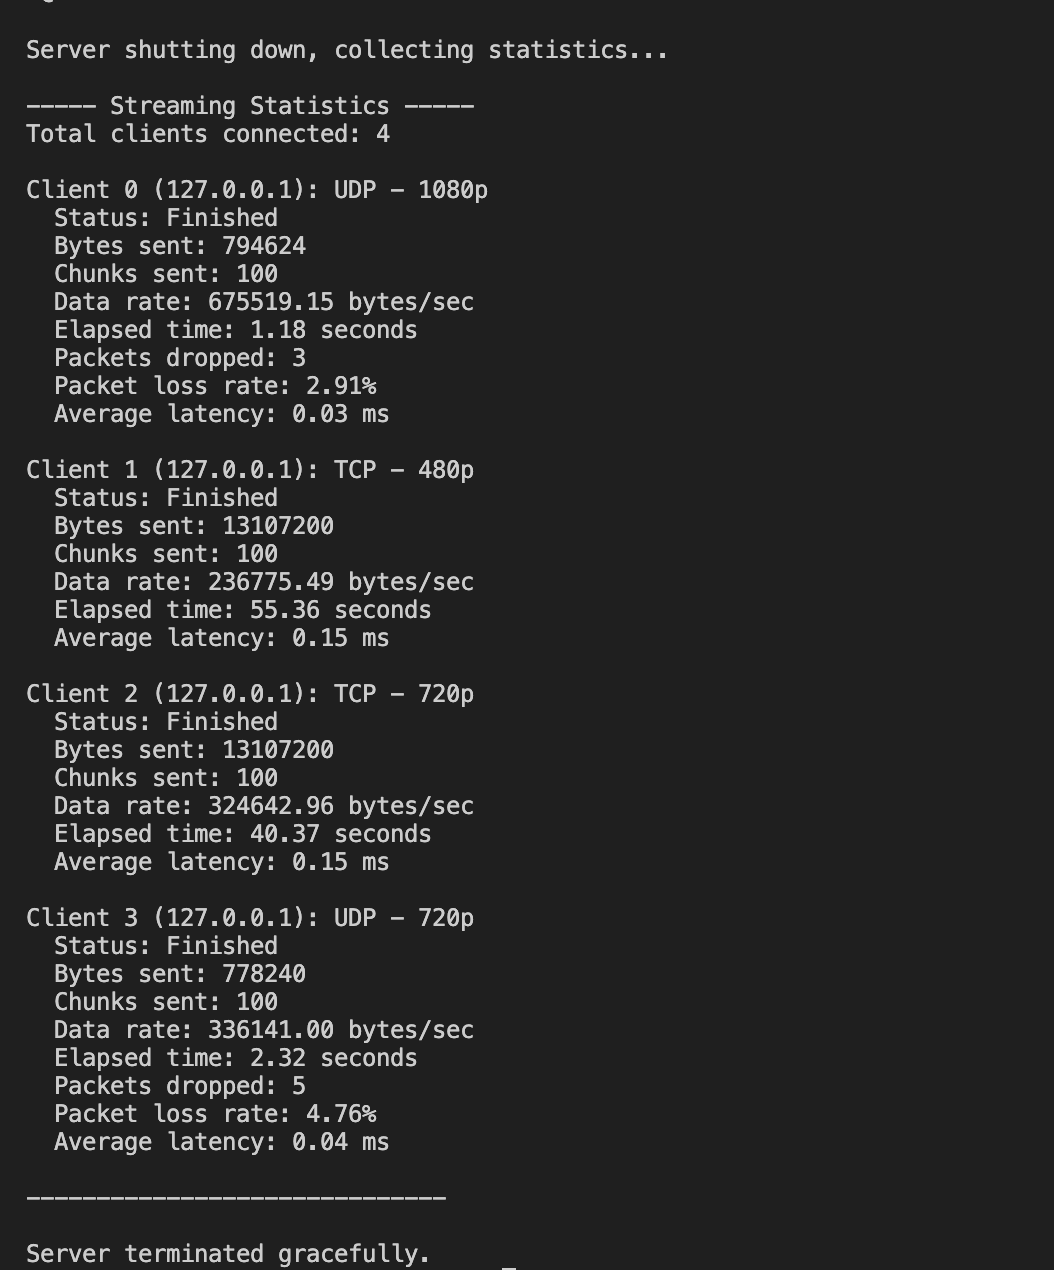 Server shutting down, collecting statistics...
----- Streaming Statistics -----
Total clients connected: 4
Client 0 (127.0.0.1): UDP - 1080p
Status: Finished
Bytes sent: 794624
Chunks sent: 100
Data rate: 675519.15 bytes/sec
Elapsed time: 1.18 seconds
Packets dropped: 3
Packet loss rate: 2.91%
Average latency: 0.03 ms
Client 1 (127.0.0.1): TCP - 480p
Status: Finished
Bytes sent: 13107200
Chunks sent: 100
Data rate: 236775.49 bytes/sec
Elapsed time: 55.36 seconds
Average latency: 0.15 ms
Client 2 (127.0.0.1): TCP - 720p
Status: Finished
Bytes sent: 13107200
Chunks sent: 100
Data rate: 324642.96 bytes/sec
Elapsed time: 40.37 seconds
Average latency: 0.15 ms
Client 3 (127.0.0.1): UDP - 720p
Status: Finished
Bytes sent: 778240
Chunks sent: 100
Data rate: 336141.00 bytes/sec
Elapsed time: 2.32 seconds
Packets dropped: 5
Packet loss rate: 4.76%
Average latency: 0.04 ms
------------------------------
Server terminated gracefully.